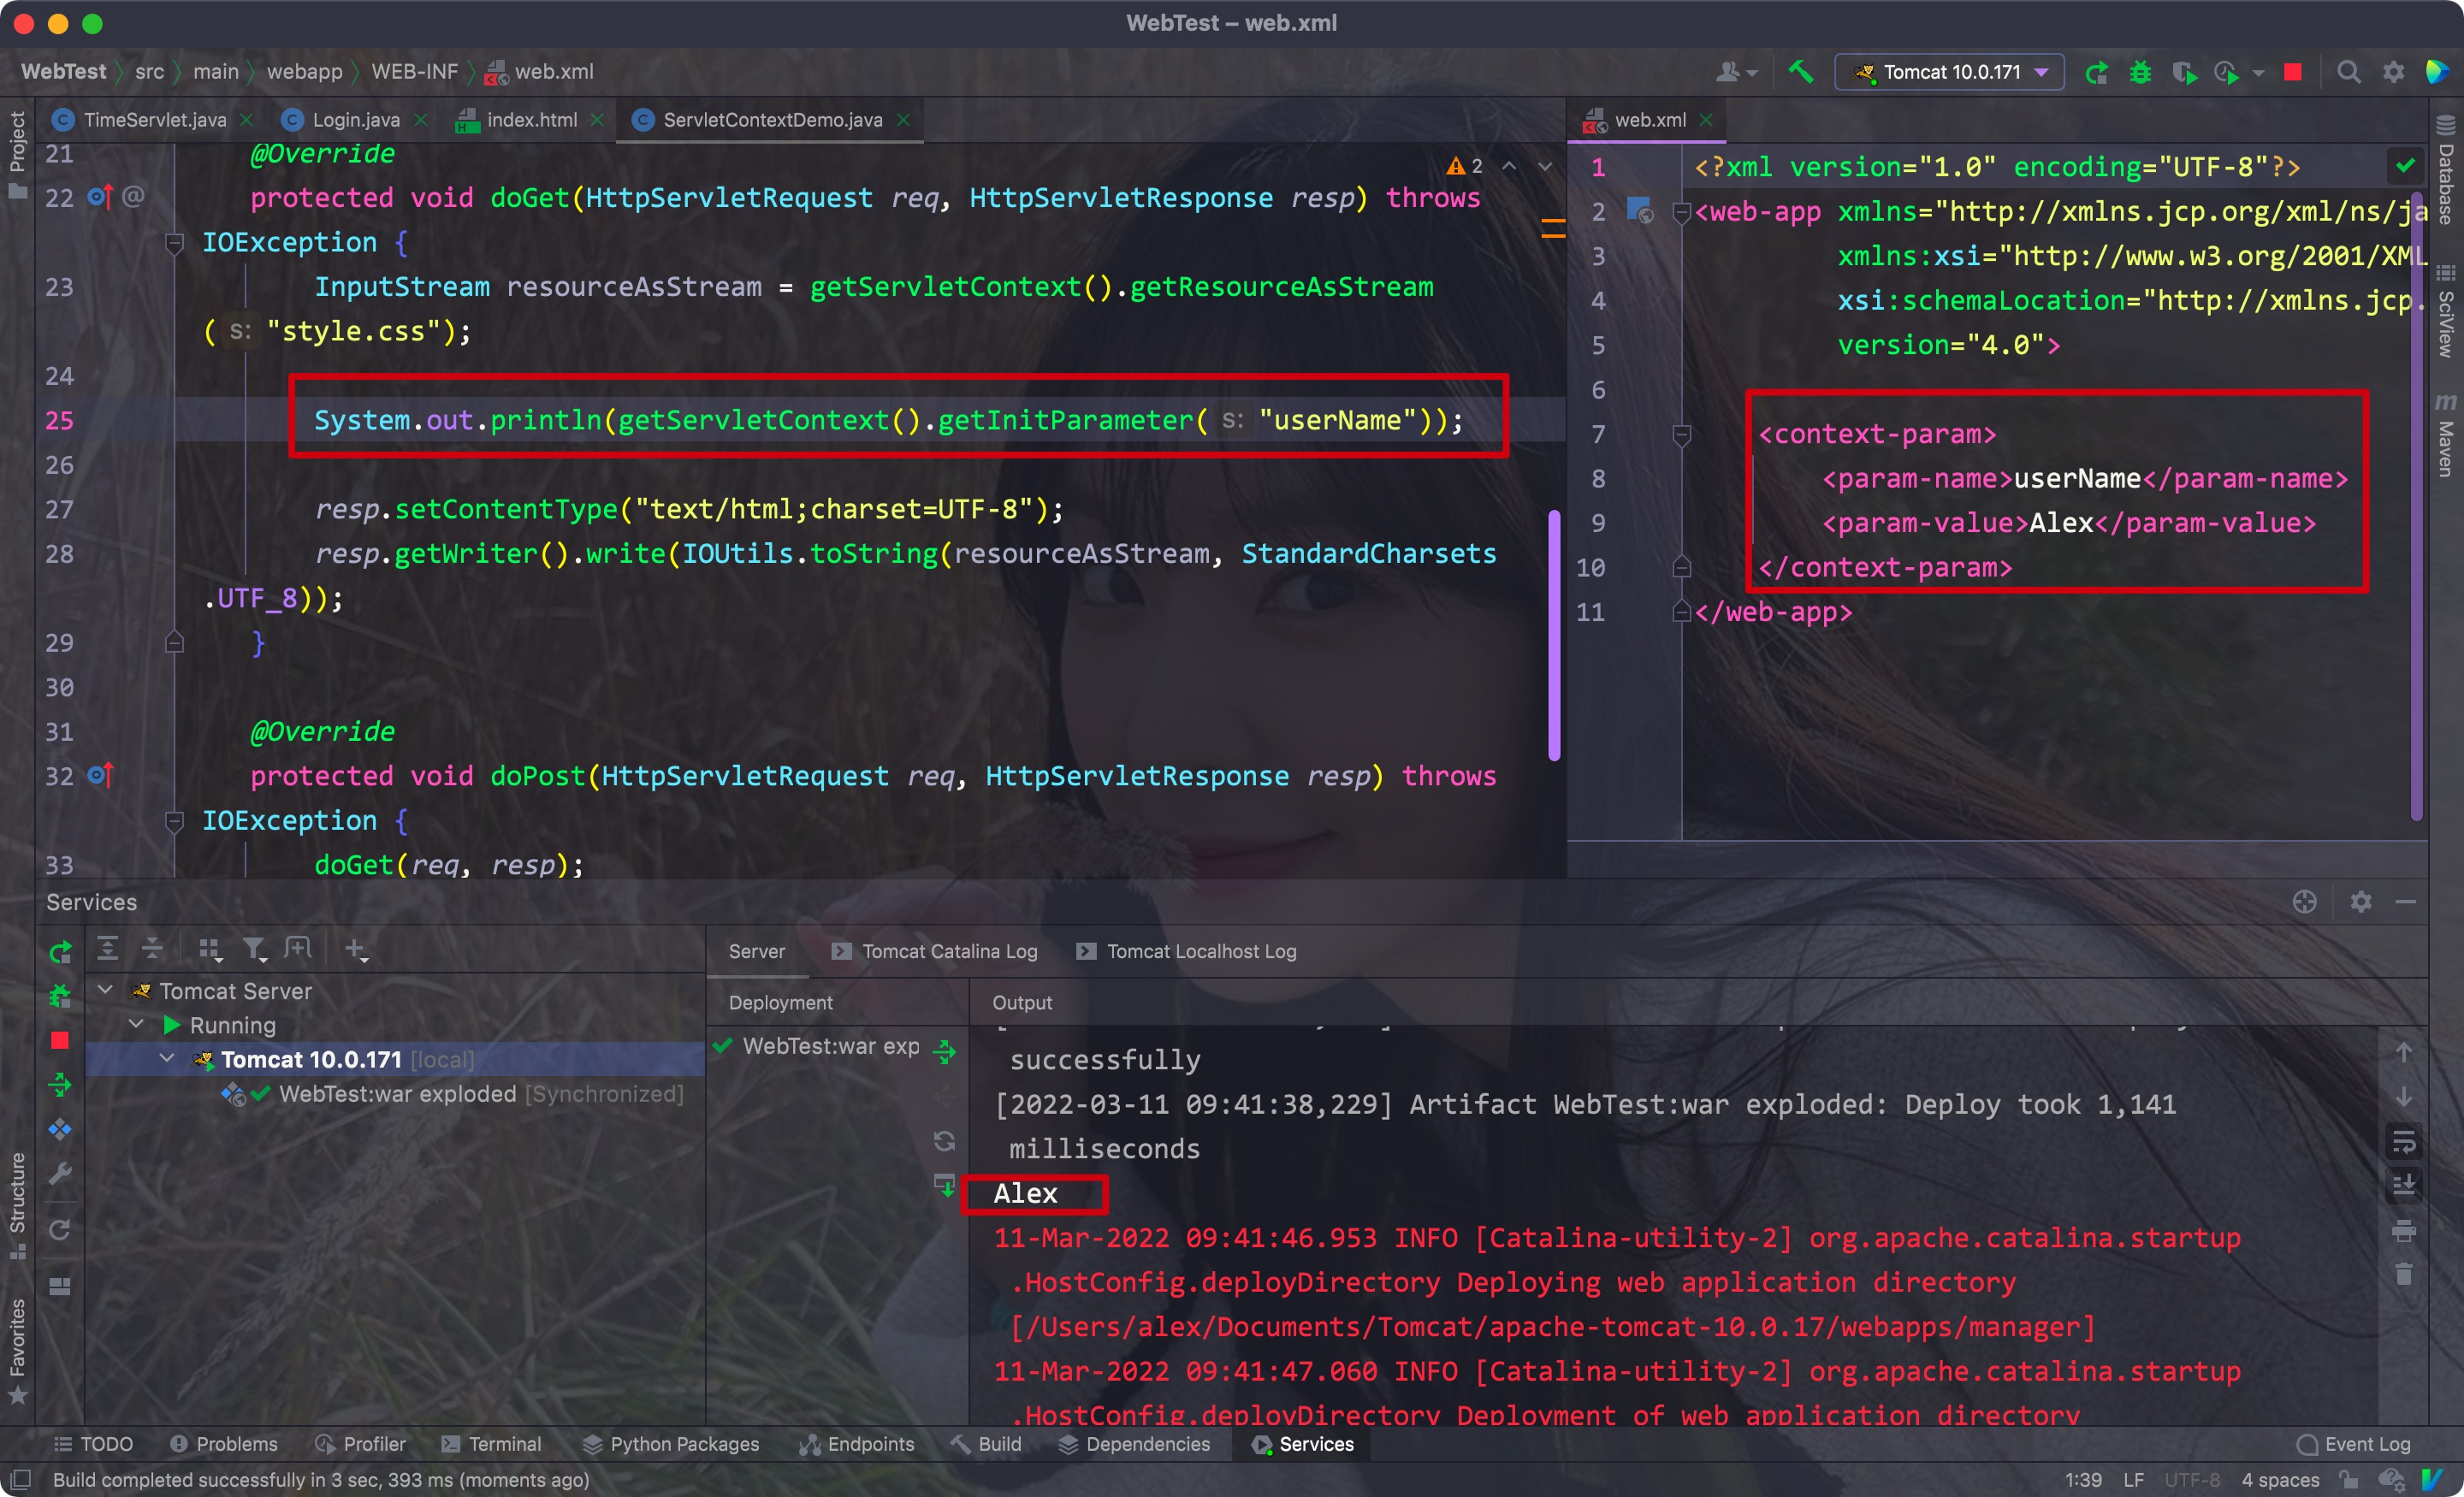 WebTest – web.xml
WebTest src main webapp WEB-INF web.xml
Tomcat 10.0.171
Project
TimeServlet.java Login.java index.html ServletContextDemo.java
2
21 @Override
22 protected void doGet(HttpServletRequest req, HttpServletResponse resp) throws
IOException {
23 InputStream resourceAsStream = getServletContext().getResourceAsStream
( s: "style.css");
24
25 System.out.println(getServletContext().getInitParameter( s: "userName"));
26
27 resp.setContentType("text/html;charset=UTF-8");
28 resp.getWriter().write(IOUtils.toString(resourceAsStream, StandardCharsets
.UTF_8));
29 }
30
31 @Override
32 protected void doPost(HttpServletRequest req, HttpServletResponse resp) throws
IOException {
33 doGet(req, resp);
web.xml
1 <?xml version="1.0" encoding="UTF-8"?>
2 <web-app xmlns="http://xmlns.jcp.org/xml/ns/ja
3 xmlns:xsi="http://www.w3.org/2001/XML
4 xsi:schemaLocation="http://xmlns.jcp.
5 version="4.0">
6
7 <context-param>
8 <param-name>userName</param-name>
9 <param-value>Alex</param-value>
10 </context-param>
11 </web-app>
Database
SciView
Maven
Services
Server Tomcat Catalina Log Tomcat Localhost Log
Tomcat Server
Running
Tomcat 10.0.171 [local]
WebTest:war exploded [Synchronized]
Deployment Output
WebTest:war exp
successfully
[2022-03-11 09:41:38,229] Artifact WebTest:war exploded: Deploy took 1,141
milliseconds
Alex
11-Mar-2022 09:41:46.953 INFO [Catalina-utility-2] org.apache.catalina.startup
.HostConfig.deployDirectory Deploying web application directory
[/Users/alex/Documents/Tomcat/apache-tomcat-10.0.17/webapps/manager]
11-Mar-2022 09:41:47.060 INFO [Catalina-utility-2] org.apache.catalina.startup
.HostConfig.deployDirectory Deployment of web application directory
Structure
Favorites
TODO Problems Profiler Terminal Python Packages Endpoints Build Dependencies Services Event Log
Build completed successfully in 3 sec, 393 ms (moments ago) 1:39 LF UTF-8 4 spaces